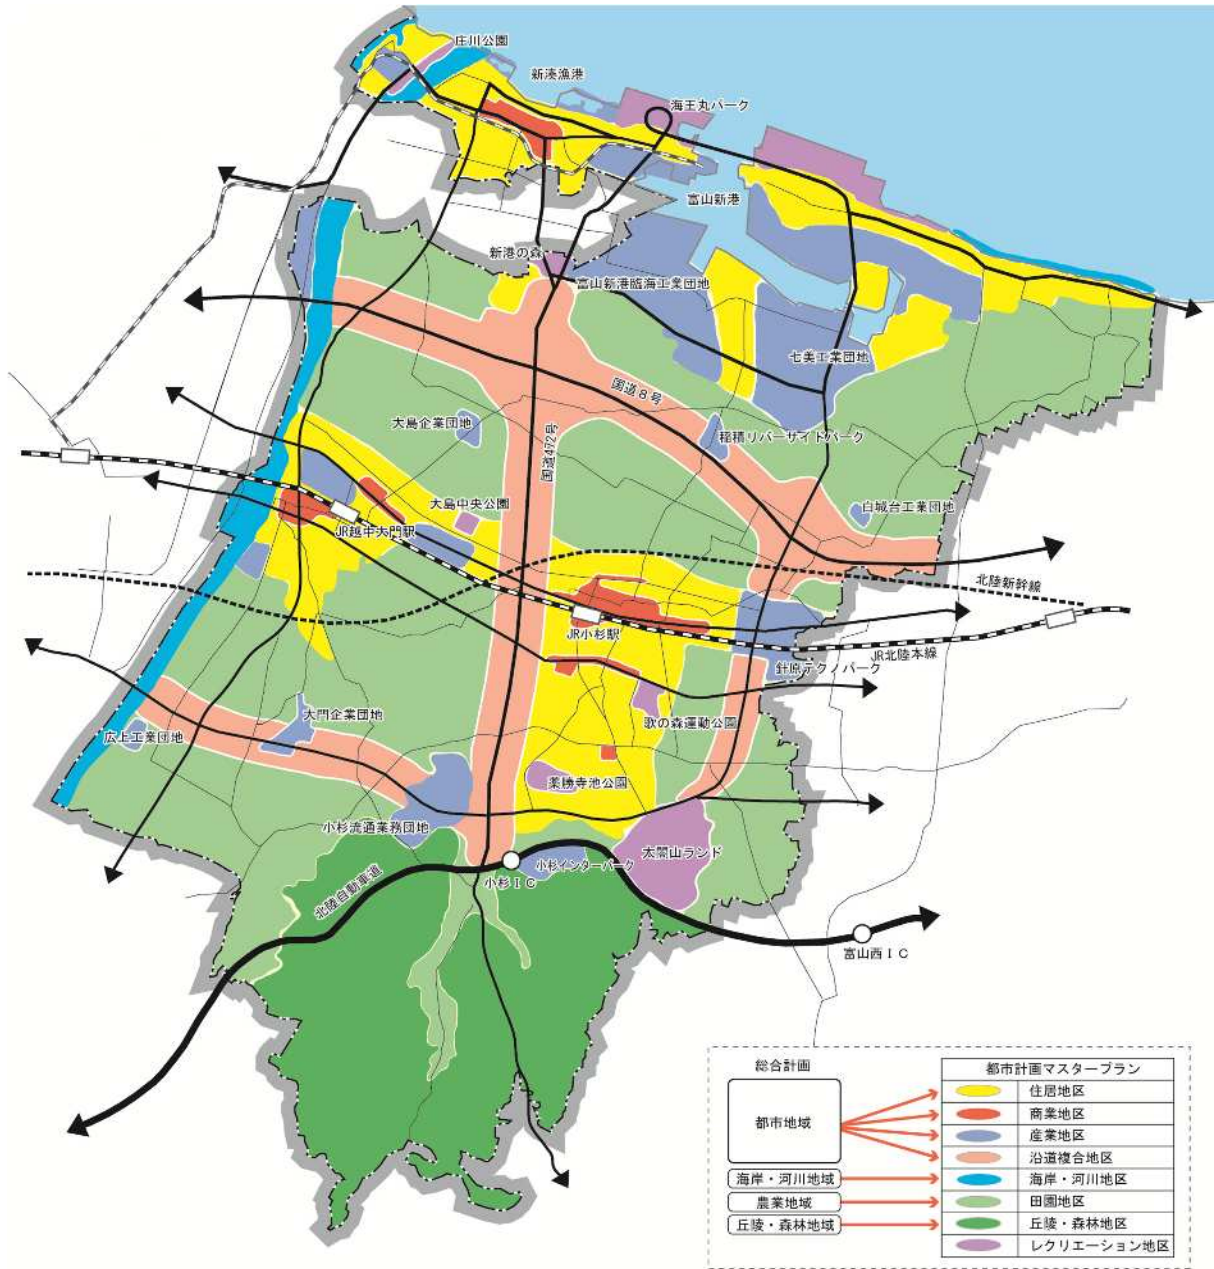 庄川公園
新湊漁港
海王丸パーク
富山新港
新港の森
富山新港臨海工業団地
七美工業団地
国道8号
大島企業団地
稲積リバーサイドパーク
国道472号
大島中央公園
白城台工業団地
JR越中大門駅
北陸新幹線
JR小杉駅
JR北陸本線
針原テクノパーク
大門企業団地
歌の森運動公園
広上工業団地
薬勝寺池公園
小杉流通業務団地
太閤山ランド
小杉インターパーク
小杉IC
北陸自動車道
富山西IC
総合計画
都市計画マスタープラン
住居地区
商業地区
都市地域
産業地区
沿道複合地区
海岸・河川地域
海岸・河川地区
農業地域
田園地区
丘陵・森林地域
丘陵・森林地区
レクリエーション地区